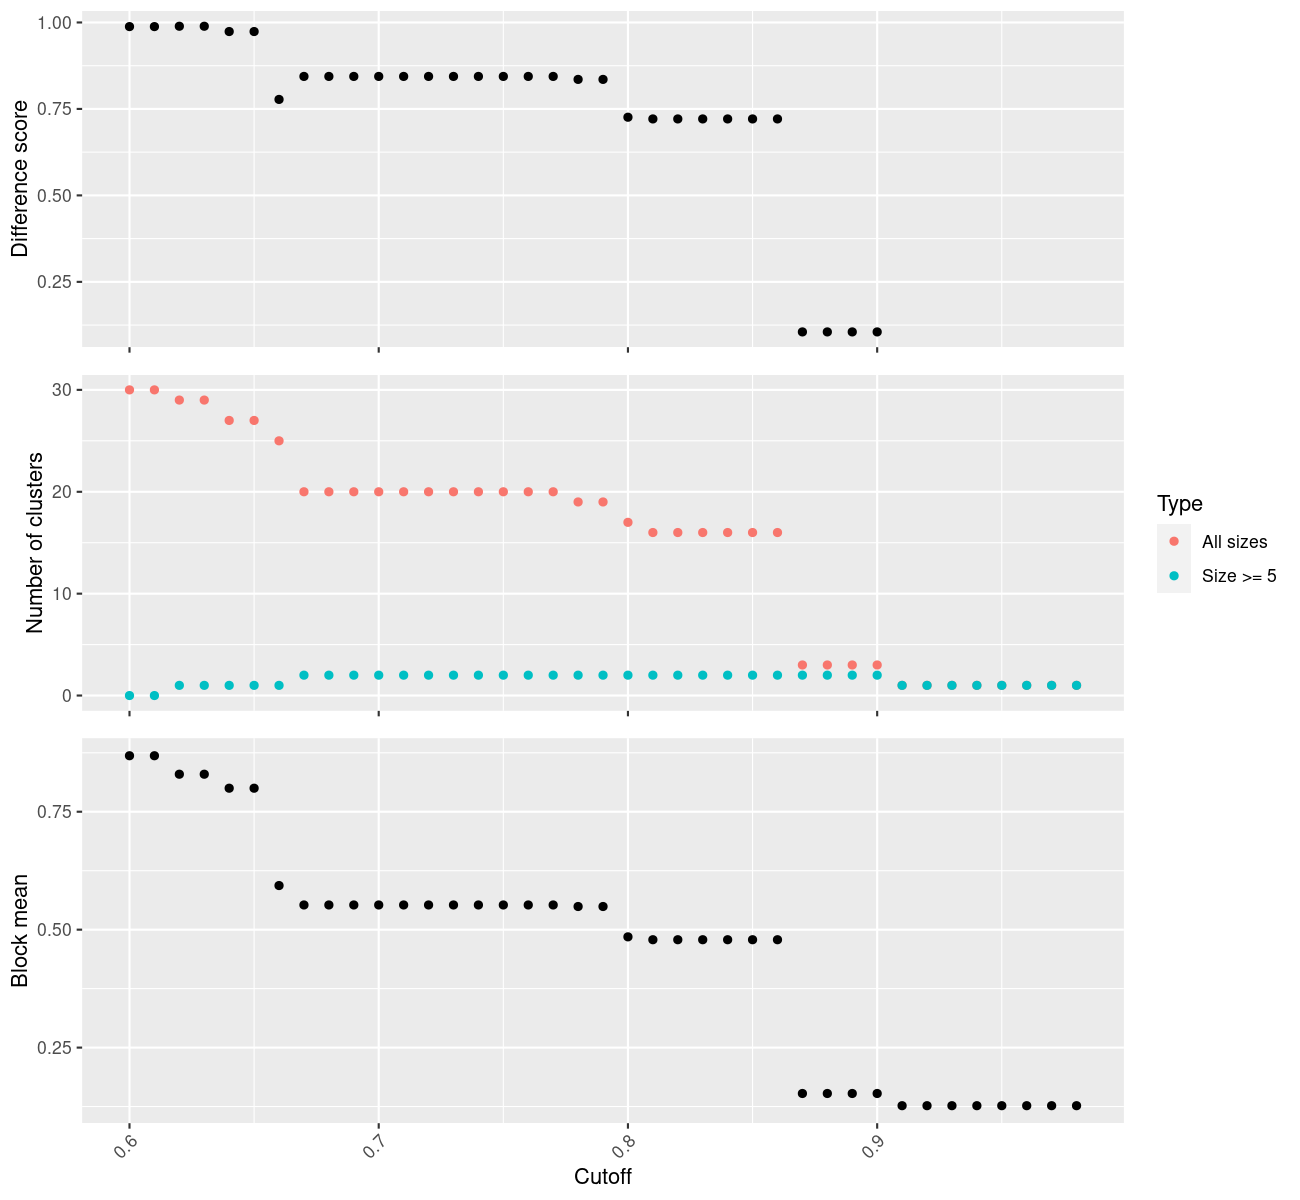 1.00
0.75
0.50
0.25
Difference score
30
20
10
0
Number of clusters
Type
All sizes
Size >= 5
0.75
0.50
0.25
Block mean
0.6
0.7
0.8
0.9
Cutoff